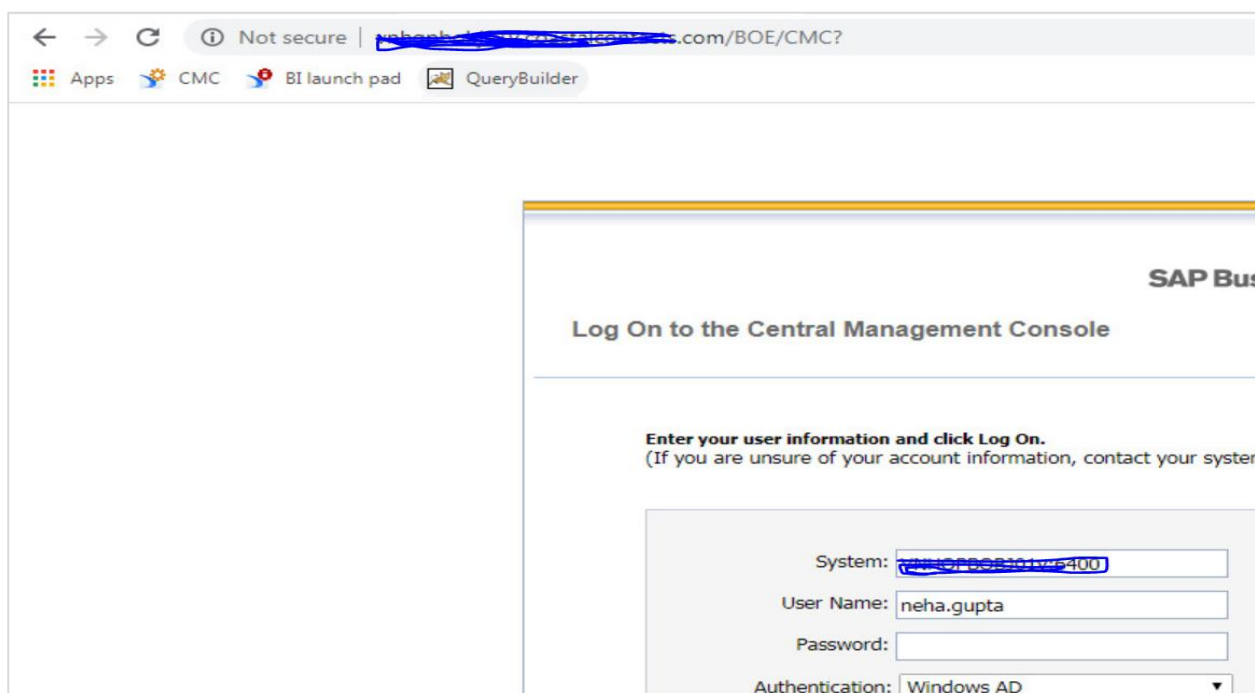 Not secure | .com/BOE/CMC?
Apps CMC BI launch pad QueryBuilder
SAP Bus
Log On to the Central Management Console
Enter your user information and click Log On.
(If you are unsure of your account information, contact your system
System: 6400
User Name: neha.gupta
Password:
Authentication: Windows AD